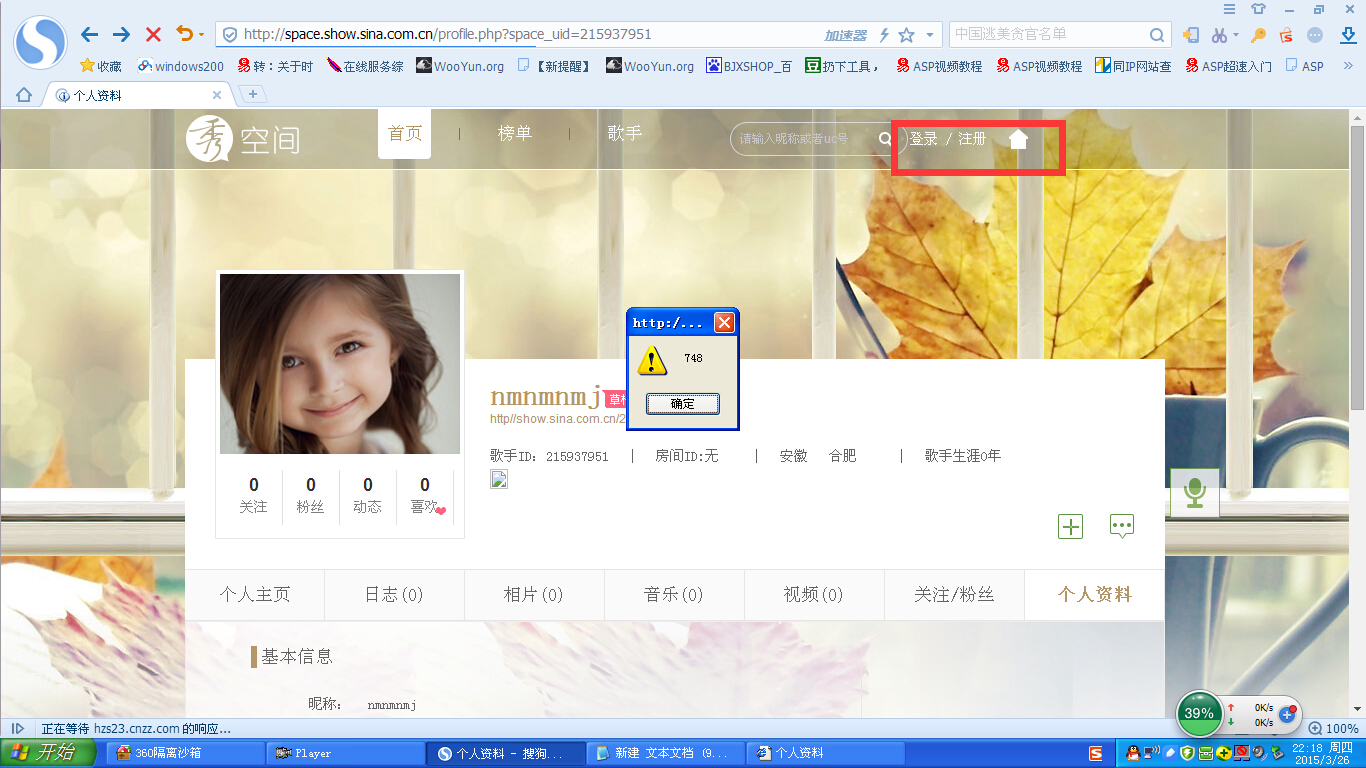 http://space.show.sina.com.cn/profile.php?space_uid=215937951
加速器
中国逃美贪官名单
收藏
windows200
转：关于时
在线服务综
WooYun.org
【新提醒】
WooYun.org
BJXSHOP_百
扔下工具，
ASP视频教程
ASP视频教程
同IP网站查
ASP超速入门
ASP
个人资料
秀 空间
首页 | 榜单 | 歌手
请输入昵称或者uc号
登录 / 注册
http:/...
748
确定
nmnmnmj
http//show.sina.com.cn/2
歌手ID: 215937951 | 房间ID:无 | 安徽 合肥 | 歌手生涯0年
0 0 0 0
关注 粉丝 动态 喜欢
个人主页 日志(0) 相片(0) 音乐(0) 视频(0) 关注/粉丝 个人资料
基本信息
昵称： nmnmnmj
39%
0K/s
0K/s
正在等待 hzs23.cnzz.com 的响应...
100%
开始
360隔离沙箱
Player
个人资料 - 搜狗...
新建 文本文档 (9...
个人资料
22:18 周四
2015/3/26